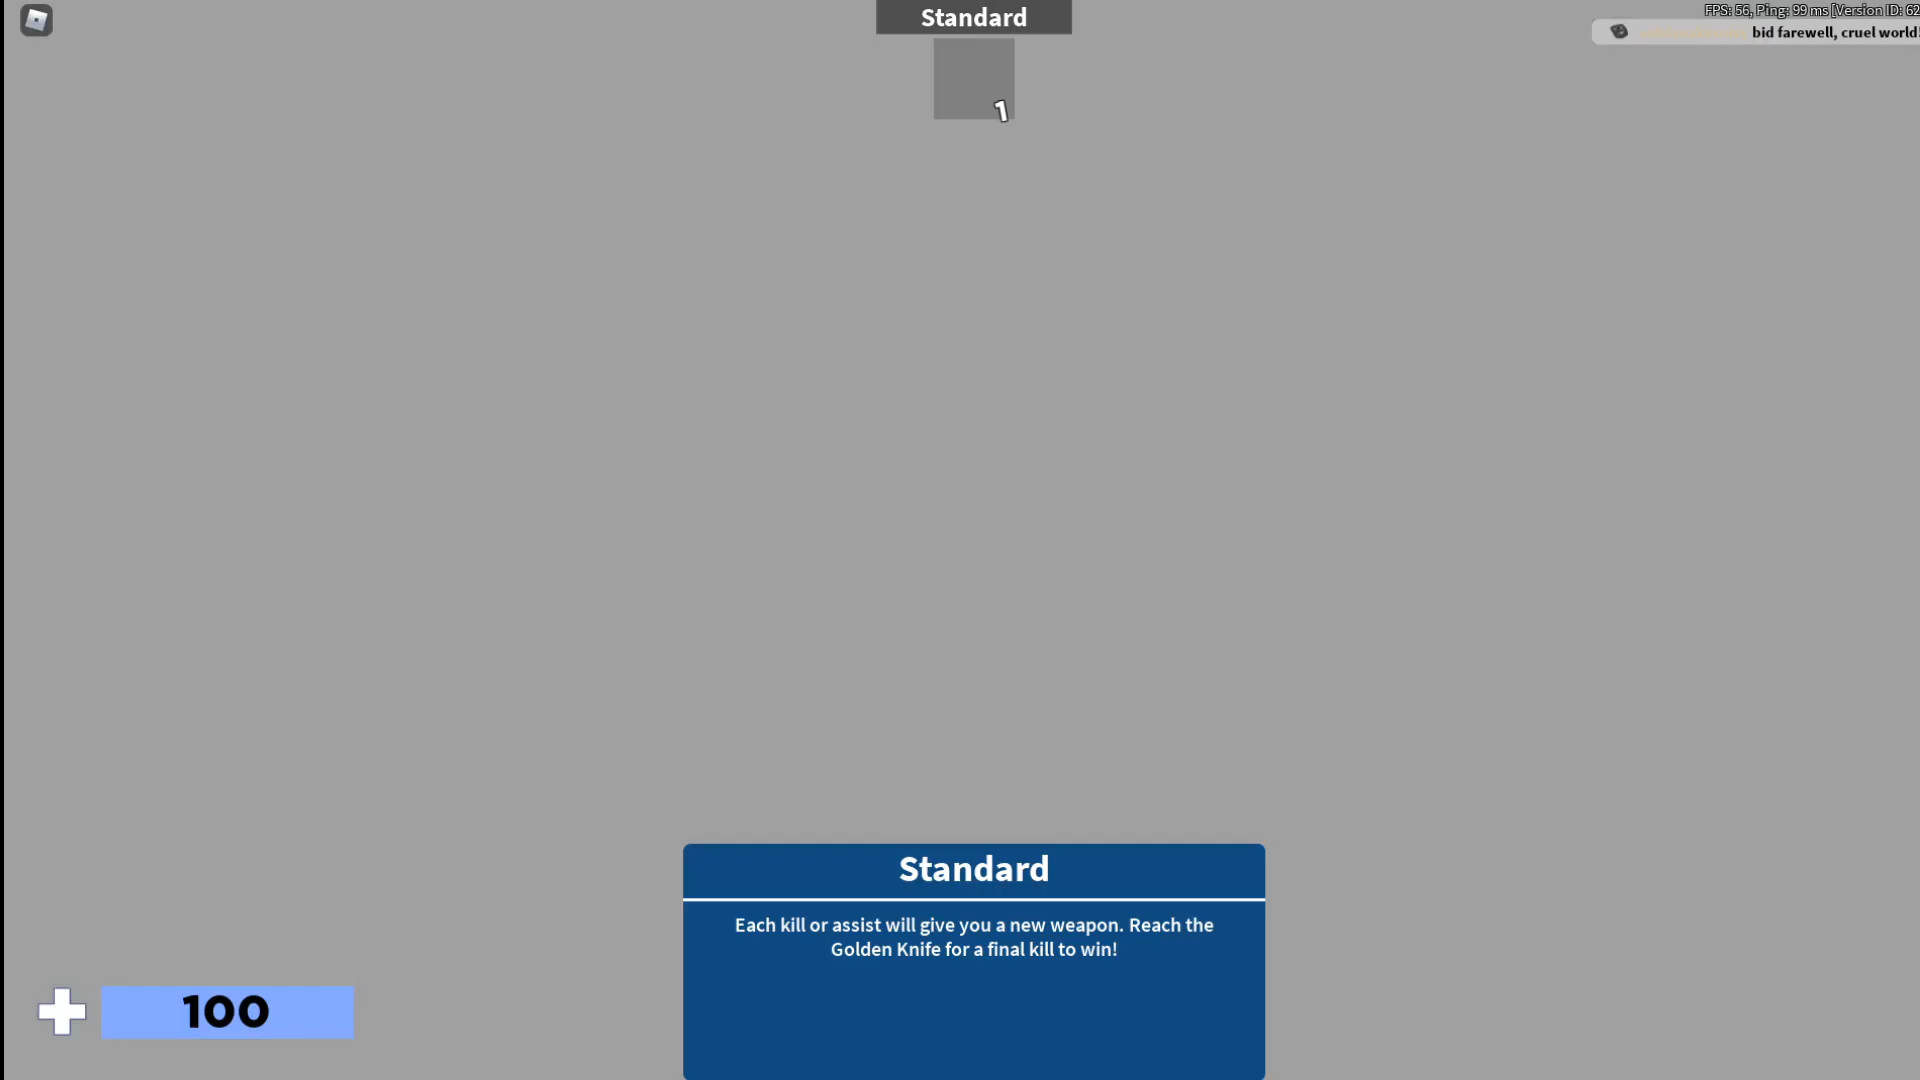 Standard
FPS: 56, Ping: 99 ms [Version ID: 62
bid farewell, cruel world!
1
Standard
Each kill or assist will give you a new weapon. Reach the
Golden Knife for a final kill to win!
100